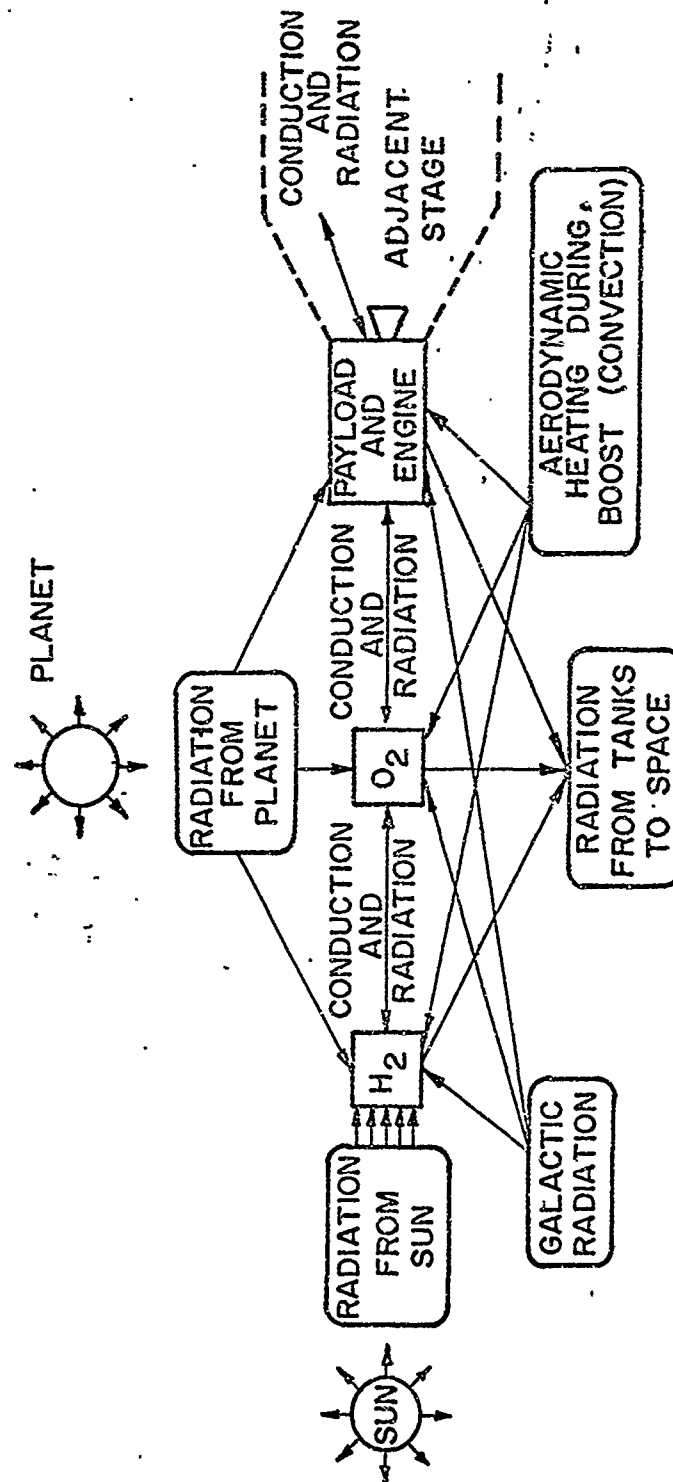 PLANET
RADIATION
FROM
PLANET
SUN
RADIATION
FROM
SUN
H2
CONDUCTION
AND
RADIATION
O2
CONDUCTION
AND
RADIATION
PAYLOAD
AND
ENGINE
CONDUCTION
AND
RADIATION
ADJACENT
STAGE
GALACTIC
RADIATION
RADIATION
FROM TANKS
TO SPACE
AERODYNAMIC
HEATING DURING
BOOST (CONVECTION)